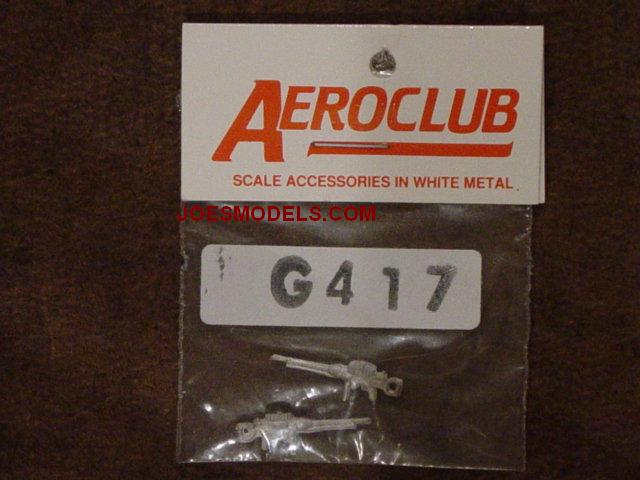 AEROCLUB
SCALE ACCESSORIES IN WHITE METAL
JOESMODELS.COM
G417